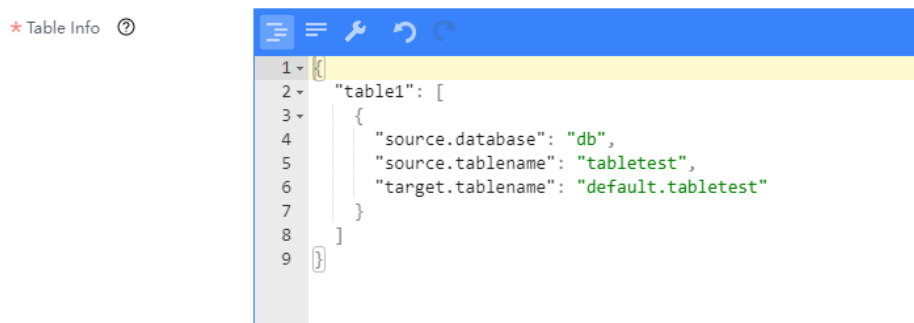 * Table Info ?
1 {
2 "table1": [
3 {
4 "source.database": "db",
5 "source.tablename": "tabletest",
6 "target.tablename": "default.tabletest"
7 }
8 ]
9 }